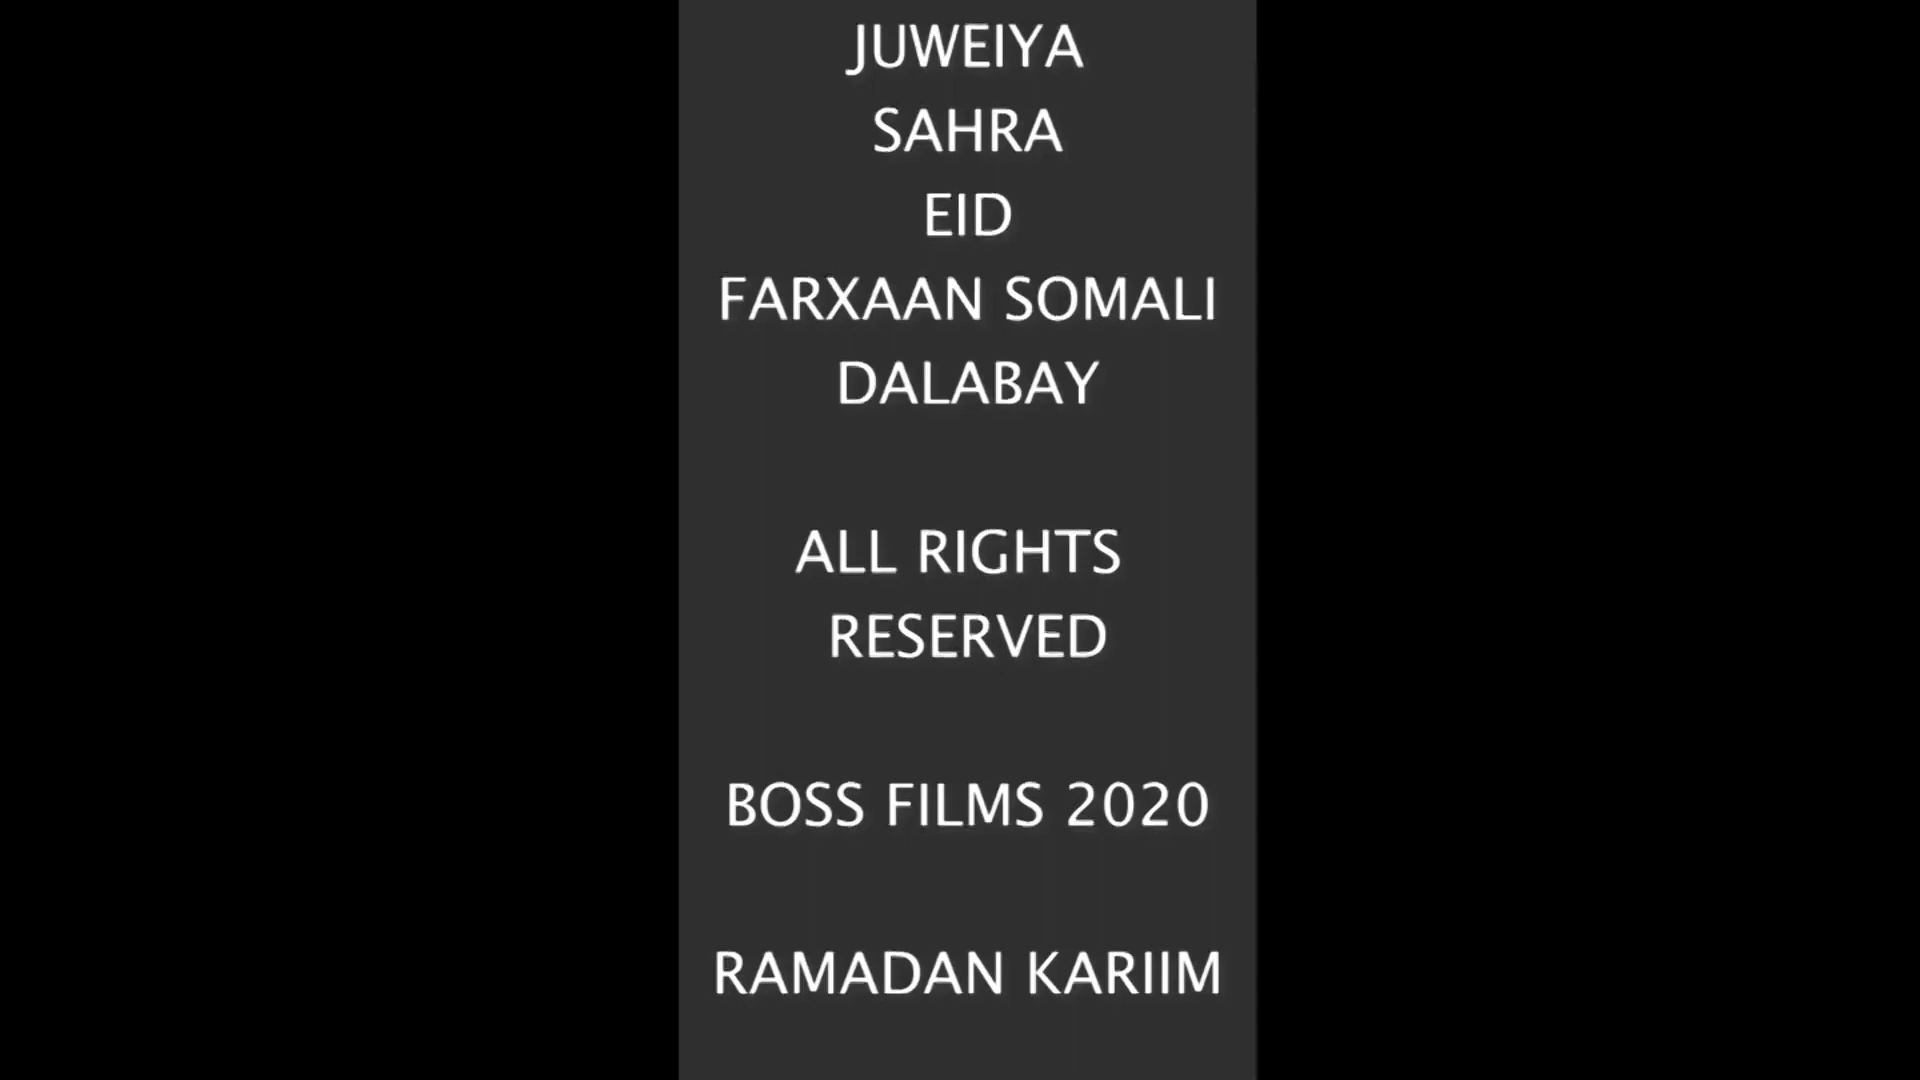 JUWEIYA
SAHRA
EID
FARXAAN SOMALI
DALABAY
ALL RIGHTS
RESERVED
BOSS FILMS 2020
RAMADAN KARIIM